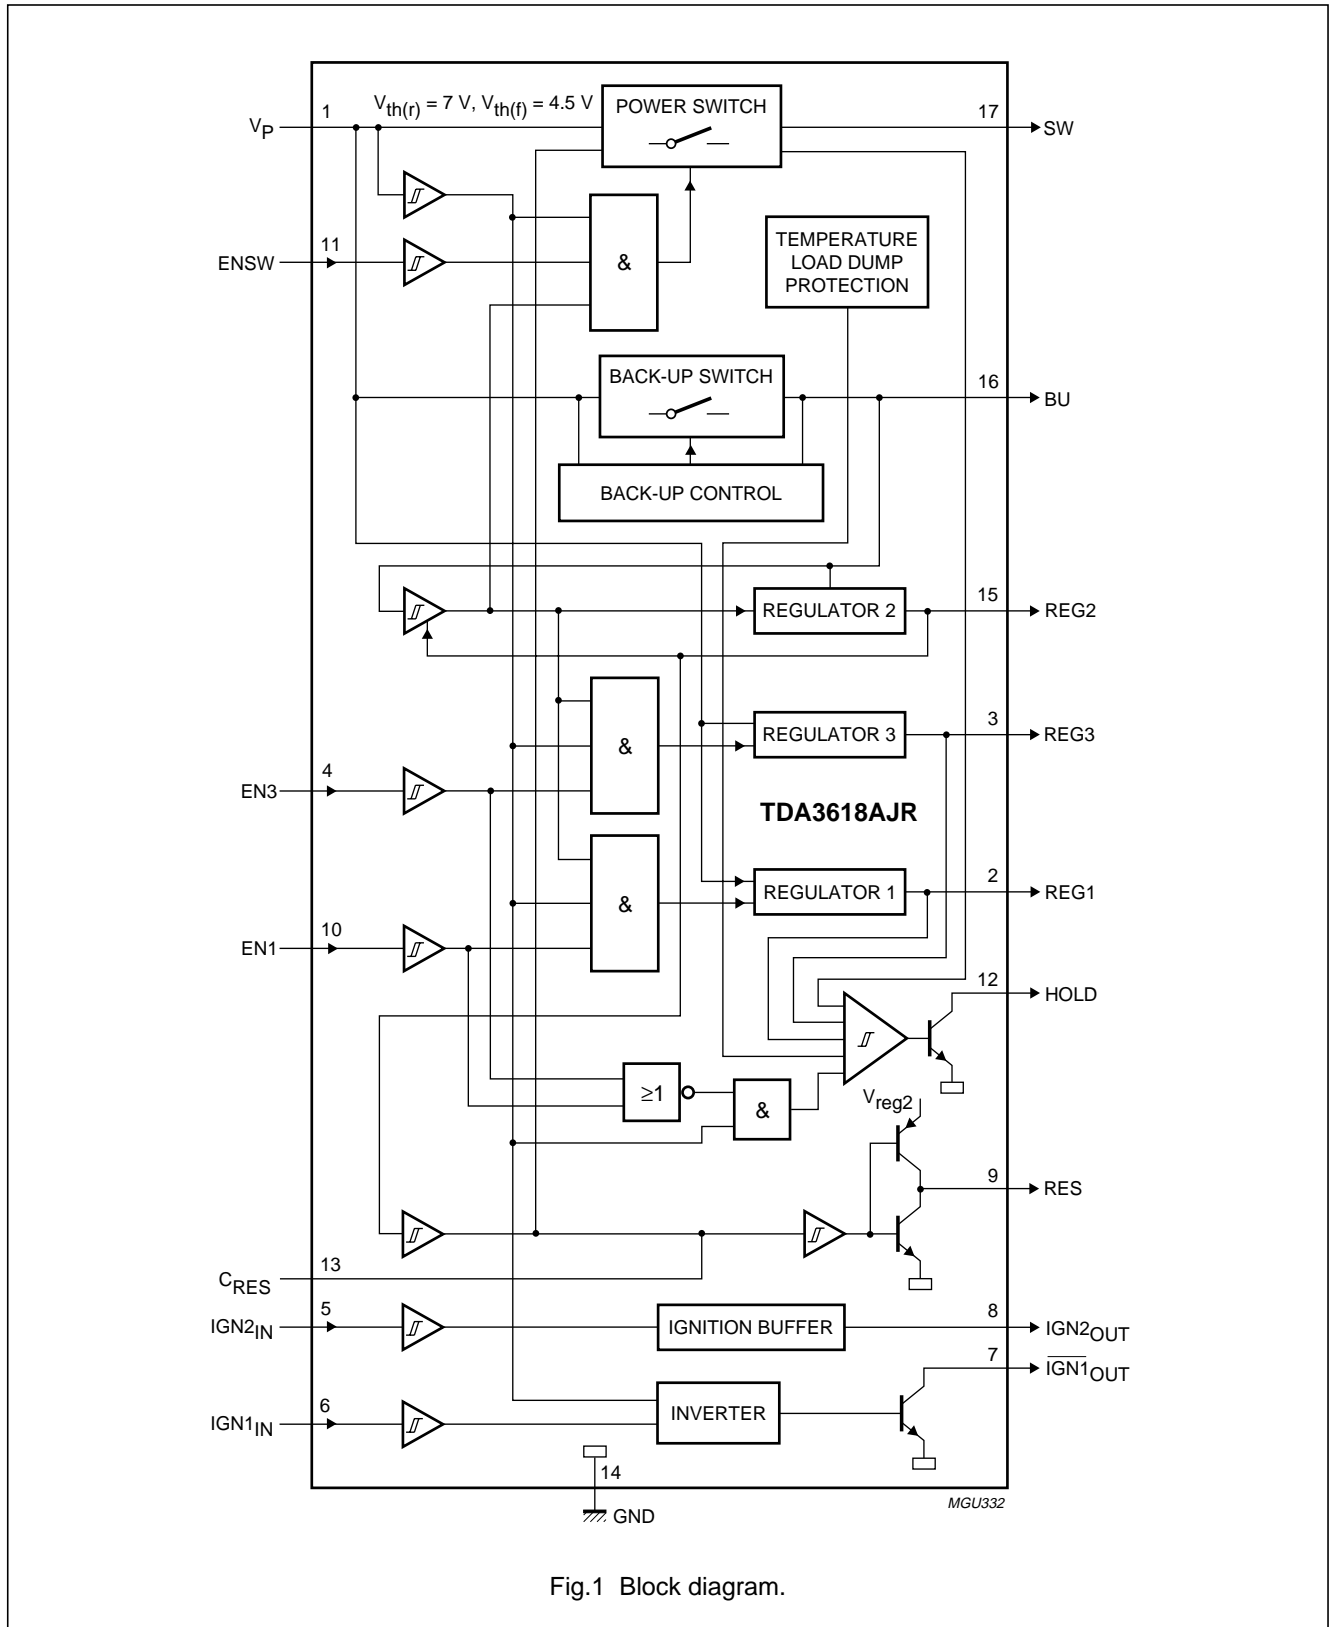 V_th(r) = 7 V, V_th(f) = 4.5 V
POWER SWITCH
1
V_P
17
SW
TEMPERATURE
LOAD DUMP
PROTECTION
11
ENSW
&
BACK-UP SWITCH
16
BU
BACK-UP CONTROL
REGULATOR 2
15
REG2
&
REGULATOR 3
3
REG3
4
EN3
TDA3618AJR
&
REGULATOR 1
2
REG1
10
EN1
12
HOLD
≥1
&
V_reg2
9
RES
13
C_RES
5
IGN2_IN
IGNITION BUFFER
8
IGN2_OUT
7
I̅G̅N̅1̅_OUT
6
IGN1_IN
INVERTER
14
GND
MGU332
Fig.1 Block diagram.